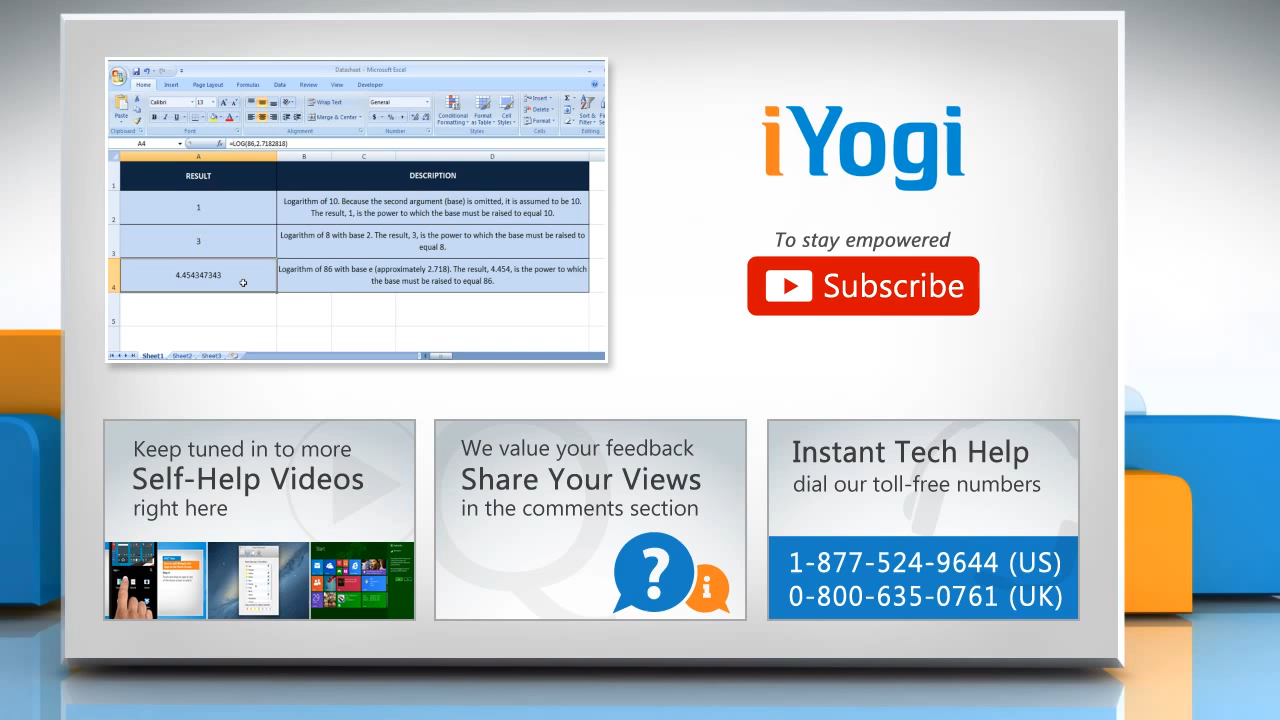 Datasheet - Microsoft Excel
Home Insert Page Layout Formulas Data Review View Developer
Calibri 13 Wrap Text General Insert
Paste Merge & Center Conditional Formatting Format as Table Cell Styles Delete Sort & Filter
Format
Clipboard Font Alignment Number Styles Cells Editing
A4 fx =LOG(86,2.7182818)
A B C D
1 RESULT DESCRIPTION
2 1 Logarithm of 10. Because the second argument (base) is omitted, it is assumed to be 10.
The result, 1, is the power to which the base must be raised to equal 10.
3 3 Logarithm of 8 with base 2. The result, 3, is the power to which the base must be raised to
equal 8.
4 4.454347343 Logarithm of 86 with base e (approximately 2.718). The result, 4.454, is the power to which
the base must be raised to equal 86.
5
Sheet1 Sheet2 Sheet3
iYogi
To stay empowered
Subscribe
Keep tuned in to more
Self-Help Videos
right here
We value your feedback
Share Your Views
in the comments section
? i
Instant Tech Help
dial our toll-free numbers
1-877-524-9644 (US)
0-800-635-0761 (UK)